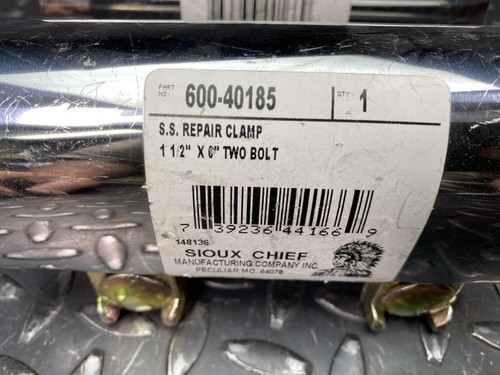 PART NO: 600-40185 QTY: 1
S.S. REPAIR CLAMP
1 1/2" X 6" TWO BOLT
7 39236 44166 9
148136
SIOUX CHIEF
MANUFACTURING COMPANY INC.
PECULIAR MO. 64078